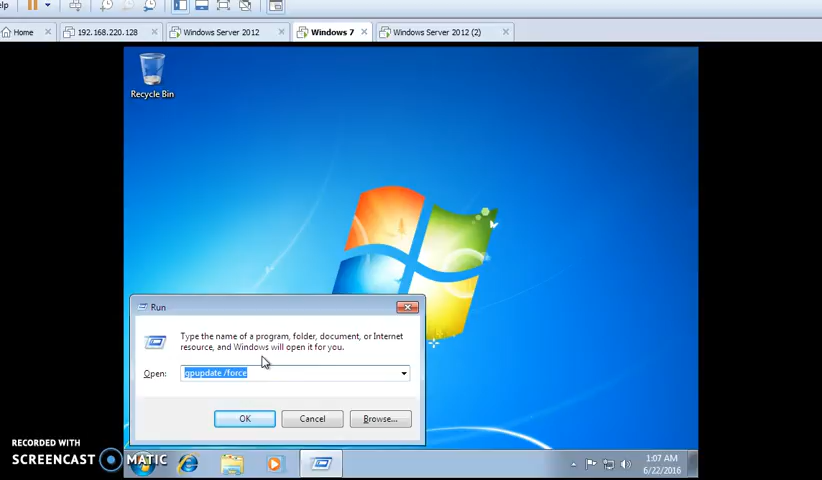 elp
Home
192.168.220.128
Windows Server 2012
Windows 7
Windows Server 2012 (2)
Recycle Bin
Run
Type the name of a program, folder, document, or Internet
resource, and Windows will open it for you.
Open:
gpupdate /force
OK
Cancel
Browse...
RECORDED WITH
SCREENCAST MATIC
1:07 AM
6/22/2016